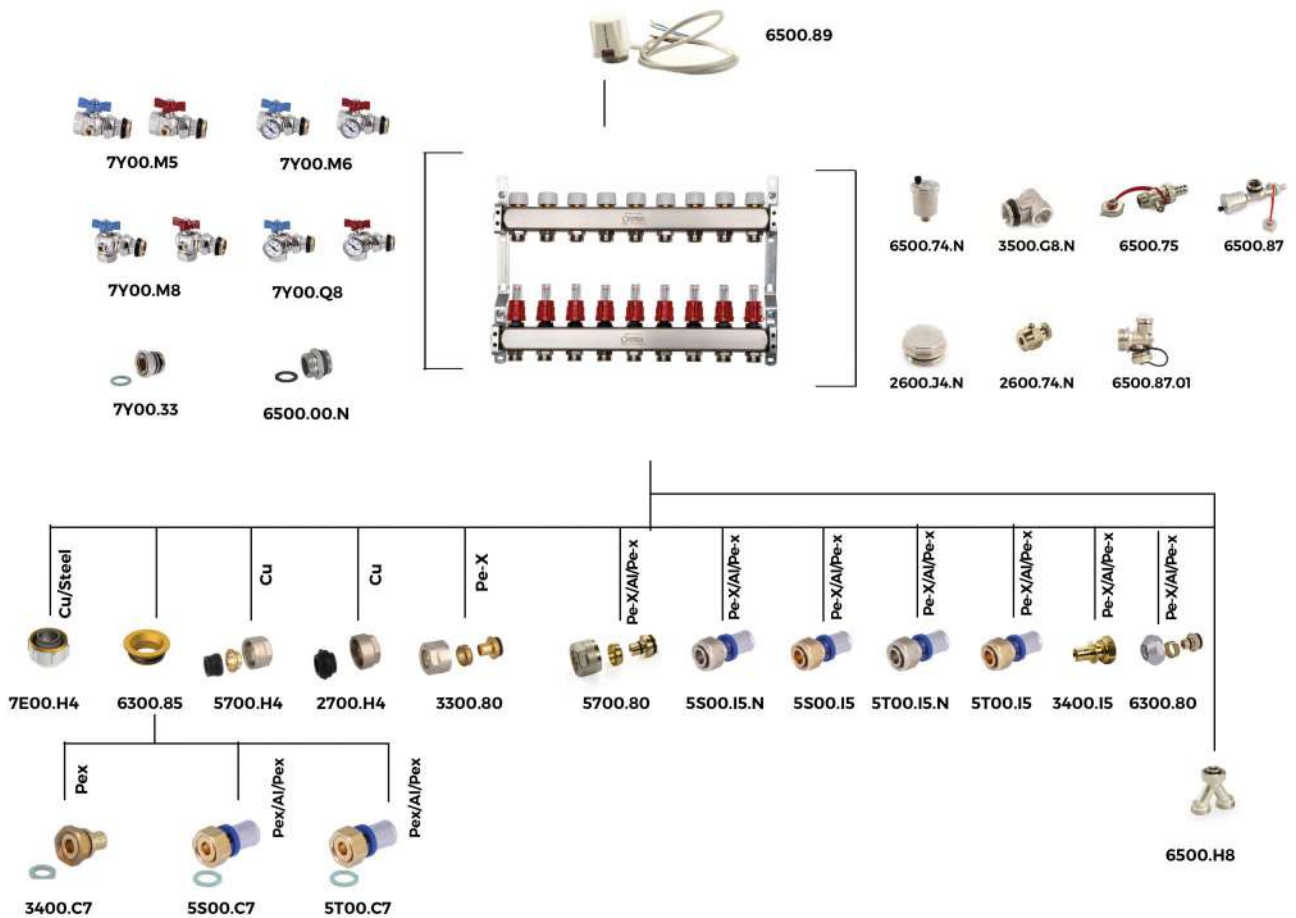 6500.89
7Y00.M5
7Y00.M6
7Y00.M8
7Y00.Q8
7Y00.33
6500.00.N
6500.74.N
3500.G8.N
6500.75
6500.87
2600.J4.N
2600.74.N
6500.87.01
Cu/Steel
Cu
Cu
Pe-X
Pe-X/Al/Pe-x
Pe-X/Al/Pe-x
Pe-X/Al/Pe-x
Pe-X/Al/Pe-x
Pe-X/Al/Pe-x
Pe-X/Al/Pe-x
Pe-X/Al/Pe-x
7E00.H4
6300.85
5700.H4
2700.H4
3300.80
5700.80
5S00.I5.N
5S00.I5
5T00.I5.N
5T00.I5
3400.I5
6300.80
Pex
Pex/Al/Pex
Pex/Al/Pex
6500.H8
3400.C7
5S00.C7
5T00.C7